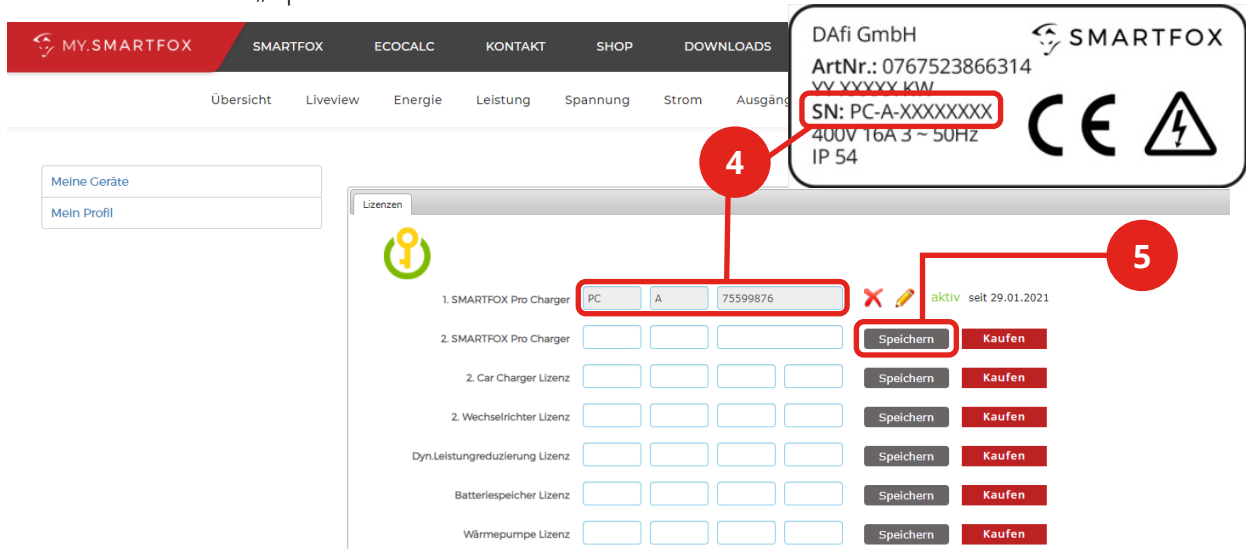 MY.SMARTFOX SMARTFOX ECOCALC KONTAKT SHOP DOWNLOADS
Übersicht Liveview Energie Leistung Spannung Strom
DAfi GmbH SMARTFOX
ArtNr.: 0767523866314
YY XXXXX KW
SN: PC-A-XXXXXXXX
400V 16A 3 ~ 50Hz
IP 54
CE
4
Meine Geräte
Mein Profil
Lizenzen
5
1. SMARTFOX Pro Charger PC A 75599876 aktiv seit 29.01.2021
2. SMARTFOX Pro Charger Speichern Kaufen
2. Car Charger Lizenz Speichern Kaufen
2. Wechselrichter Lizenz Speichern Kaufen
Dyn.Leistungreduzierung Lizenz Speichern Kaufen
Batteriespeicher Lizenz Speichern Kaufen
Wärmepumpe Lizenz Speichern Kaufen